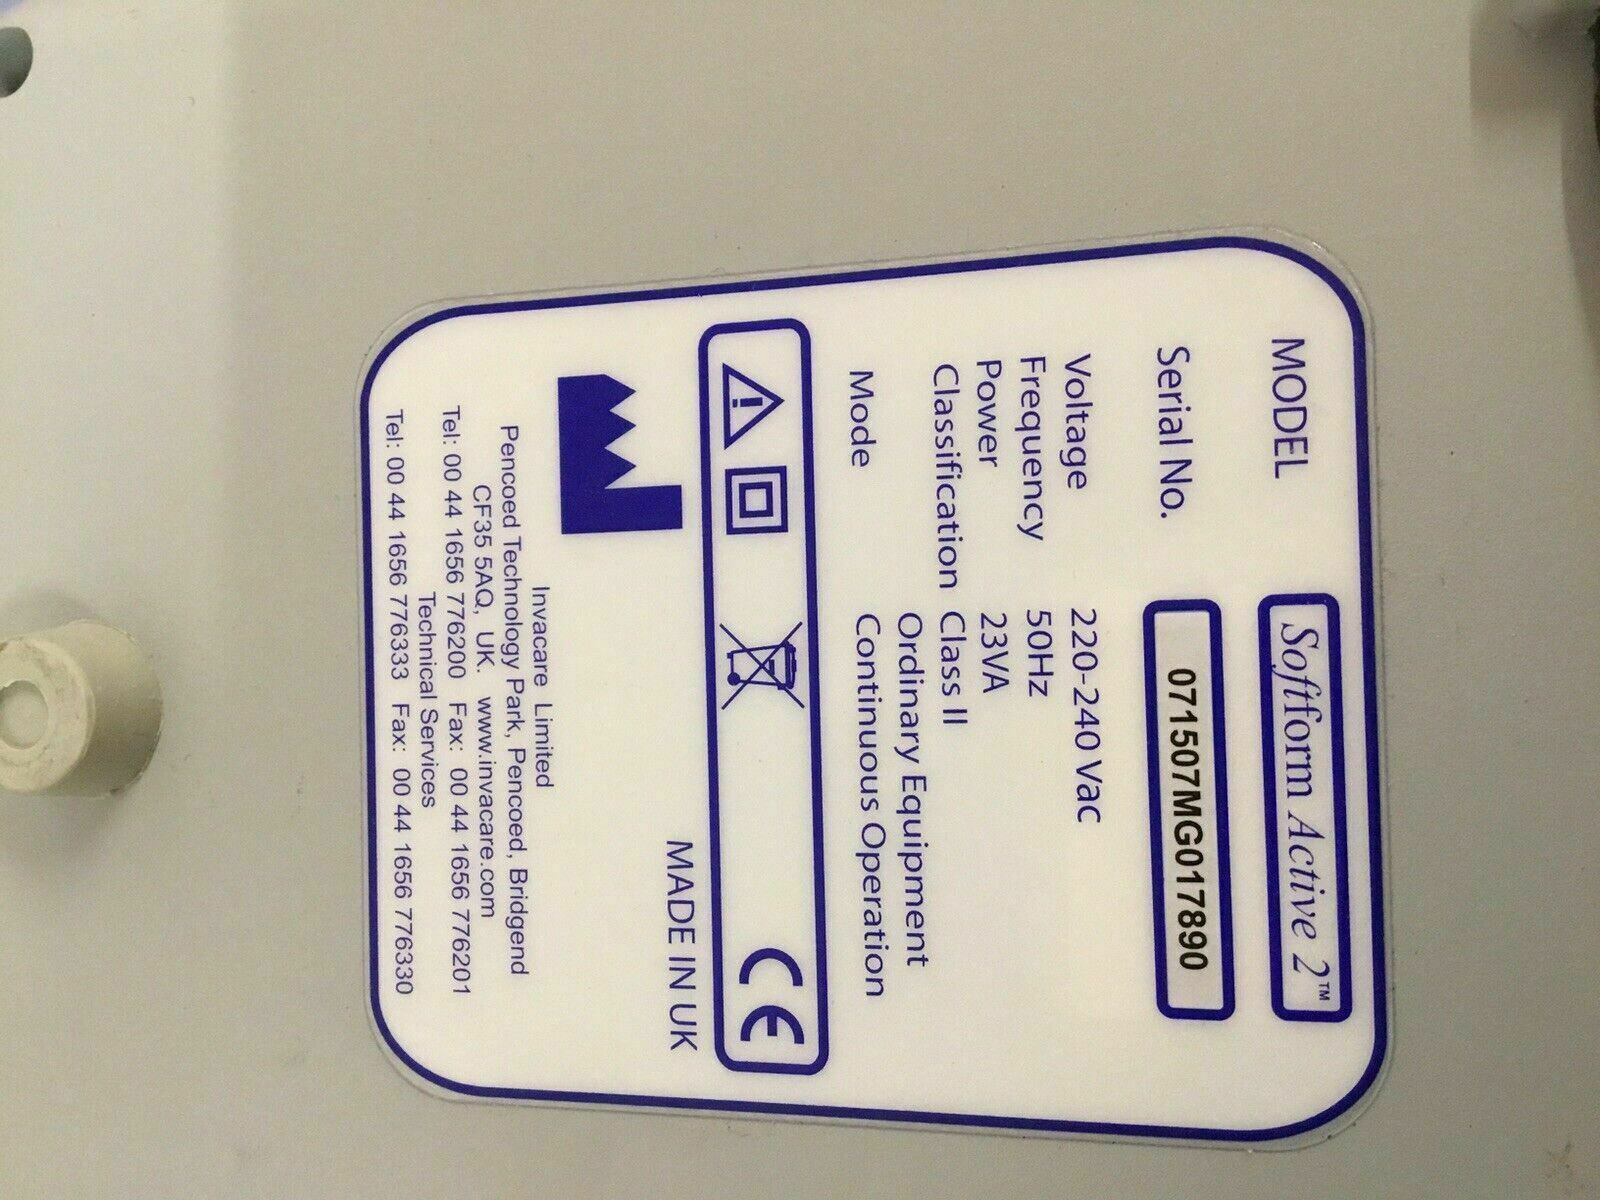 MODEL Softform Active 2™
Serial No. 071507MG017890
Voltage 220-240 Vac
Frequency 50Hz
Power 23VA
Classification Class II
Ordinary Equipment
Mode Continuous Operation
CE
MADE IN UK
Invacare Limited
Pencoed Technology Park, Pencoed, Bridgend
CF35 5AQ, UK. www.invacare.com
Tel: 00 44 1656 776200 Fax: 00 44 1656 776201
Technical Services
Tel: 00 44 1656 776333 Fax: 00 44 1656 776330